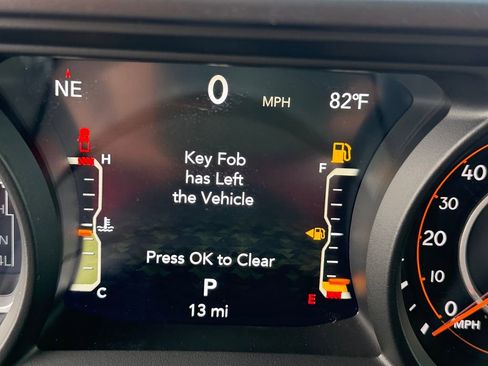 NE 0 MPH 82°F
H
Key Fob
has Left
the Vehicle
F
Press OK to Clear
C
P
E
13 mi
40
30
20
10
0
MPH
H
N
4L